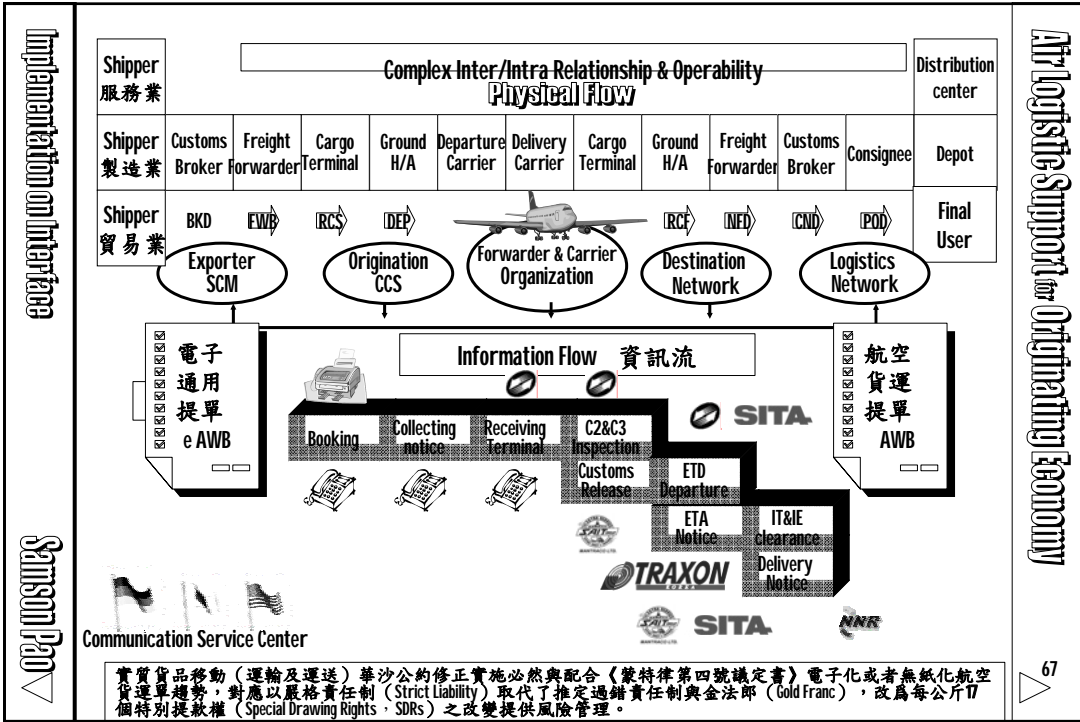 Implementation on Interface
Samson Pao
Air Logistic Support for Originating Economy
67
Shipper
服務業
Complex Inter/Intra Relationship & Operability
Physical Flow
Distribution
center
Shipper
製造業
Customs
Broker
Freight
Forwarder
Cargo
Terminal
Ground
H/A
Departure
Carrier
Delivery
Carrier
Cargo
Terminal
Ground
H/A
Freight
Forwarder
Customs
Broker
Consignee
Depot
Shipper
貿易業
BKD
FWB
RCS
DEP
RCF
NFD
CND
POD
Final
User
Exporter
SCM
Origination
CCS
Forwarder & Carrier
Organization
Destination
Network
Logistics
Network
電子
通用
提單
e AWB
Information Flow 資訊流
航空
貨運
提單
AWB
SITA
Booking
Collecting
notice
Receiving
Terminal
C2&C3
Inspection
Customs
Release
ETD
Departure
ETA
Notice
IT&IE
clearance
Delivery
Notice
SAIT
MANTRACO LTD.
TRAXON
KOREA
SAIT
MANTRACO LTD.
SITA
NNR
Communication Service Center
實質貨品移動（運輸及運送）華沙公約修正實施必然與配合《蒙特律第四號議定書》電子化或者無紙化航空
貨運單趨勢，對應以嚴格責任制（Strict Liability）取代了推定過錯責任制與金法郎（Gold Franc），改爲每公斤17
個特別提款權（Special Drawing Rights，SDRs）之改變提供風險管理。